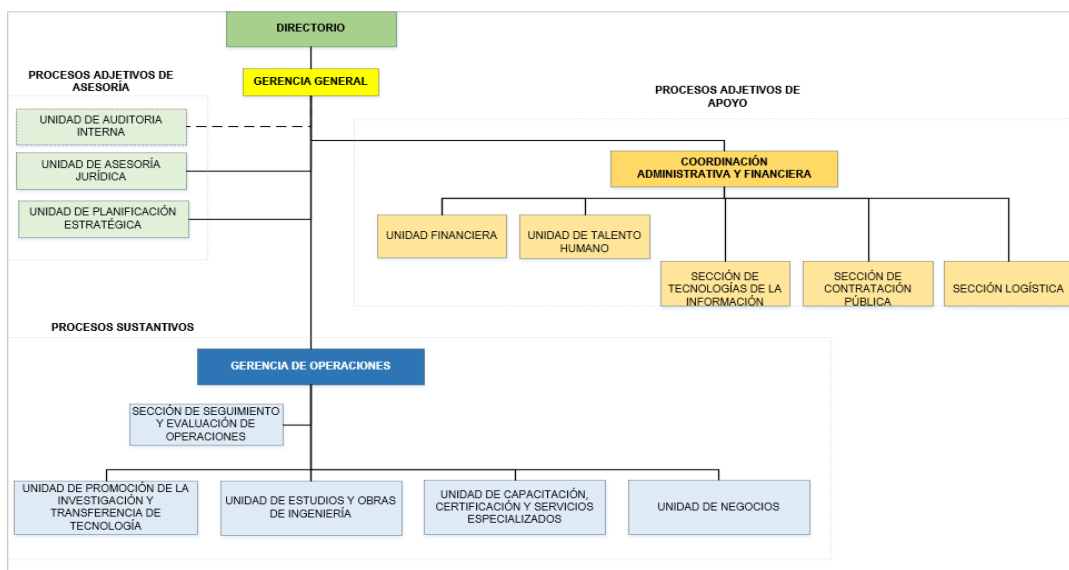 DIRECTORIO
GERENCIA GENERAL
PROCESOS ADJETIVOS DE
ASESORÍA
UNIDAD DE AUDITORIA
INTERNA
UNIDAD DE ASESORÍA
JURÍDICA
UNIDAD DE PLANIFICACIÓN
ESTRATÉGICA
PROCESOS ADJETIVOS DE
APOYO
COORDINACIÓN
ADMINISTRATIVA Y FINANCIERA
UNIDAD FINANCIERA
UNIDAD DE TALENTO
HUMANO
SECCIÓN DE
TECNOLOGÍAS DE LA
INFORMACIÓN
SECCIÓN DE
CONTRATACIÓN
PÚBLICA
SECCIÓN LOGÍSTICA
PROCESOS SUSTANTIVOS
GERENCIA DE OPERACIONES
SECCIÓN DE SEGUIMIENTO
Y EVALUACIÓN DE
OPERACIONES
UNIDAD DE PROMOCIÓN DE LA
INVESTIGACIÓN Y
TRANSFERENCIA DE
TECNOLOGÍA
UNIDAD DE ESTUDIOS Y OBRAS
DE INGENIERÍA
UNIDAD DE CAPACITACIÓN,
CERTIFICACIÓN Y SERVICIOS
ESPECIALIZADOS
UNIDAD DE NEGOCIOS